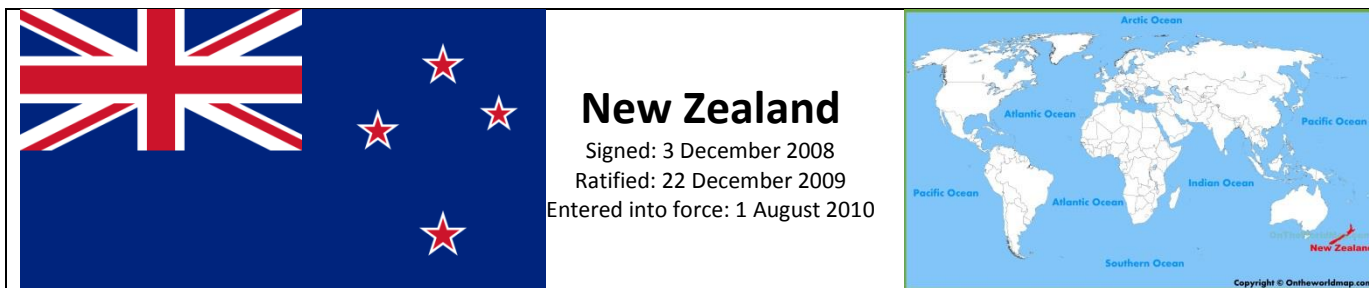 New Zealand
Signed: 3 December 2008
Ratified: 22 December 2009
Entered into force: 1 August 2010
Arctic Ocean
Atlantic Ocean
Pacific Ocean
Indian Ocean
Pacific Ocean
Atlantic Ocean
New Zealand
Southern Ocean
Copyright © Ontheworldmap.com